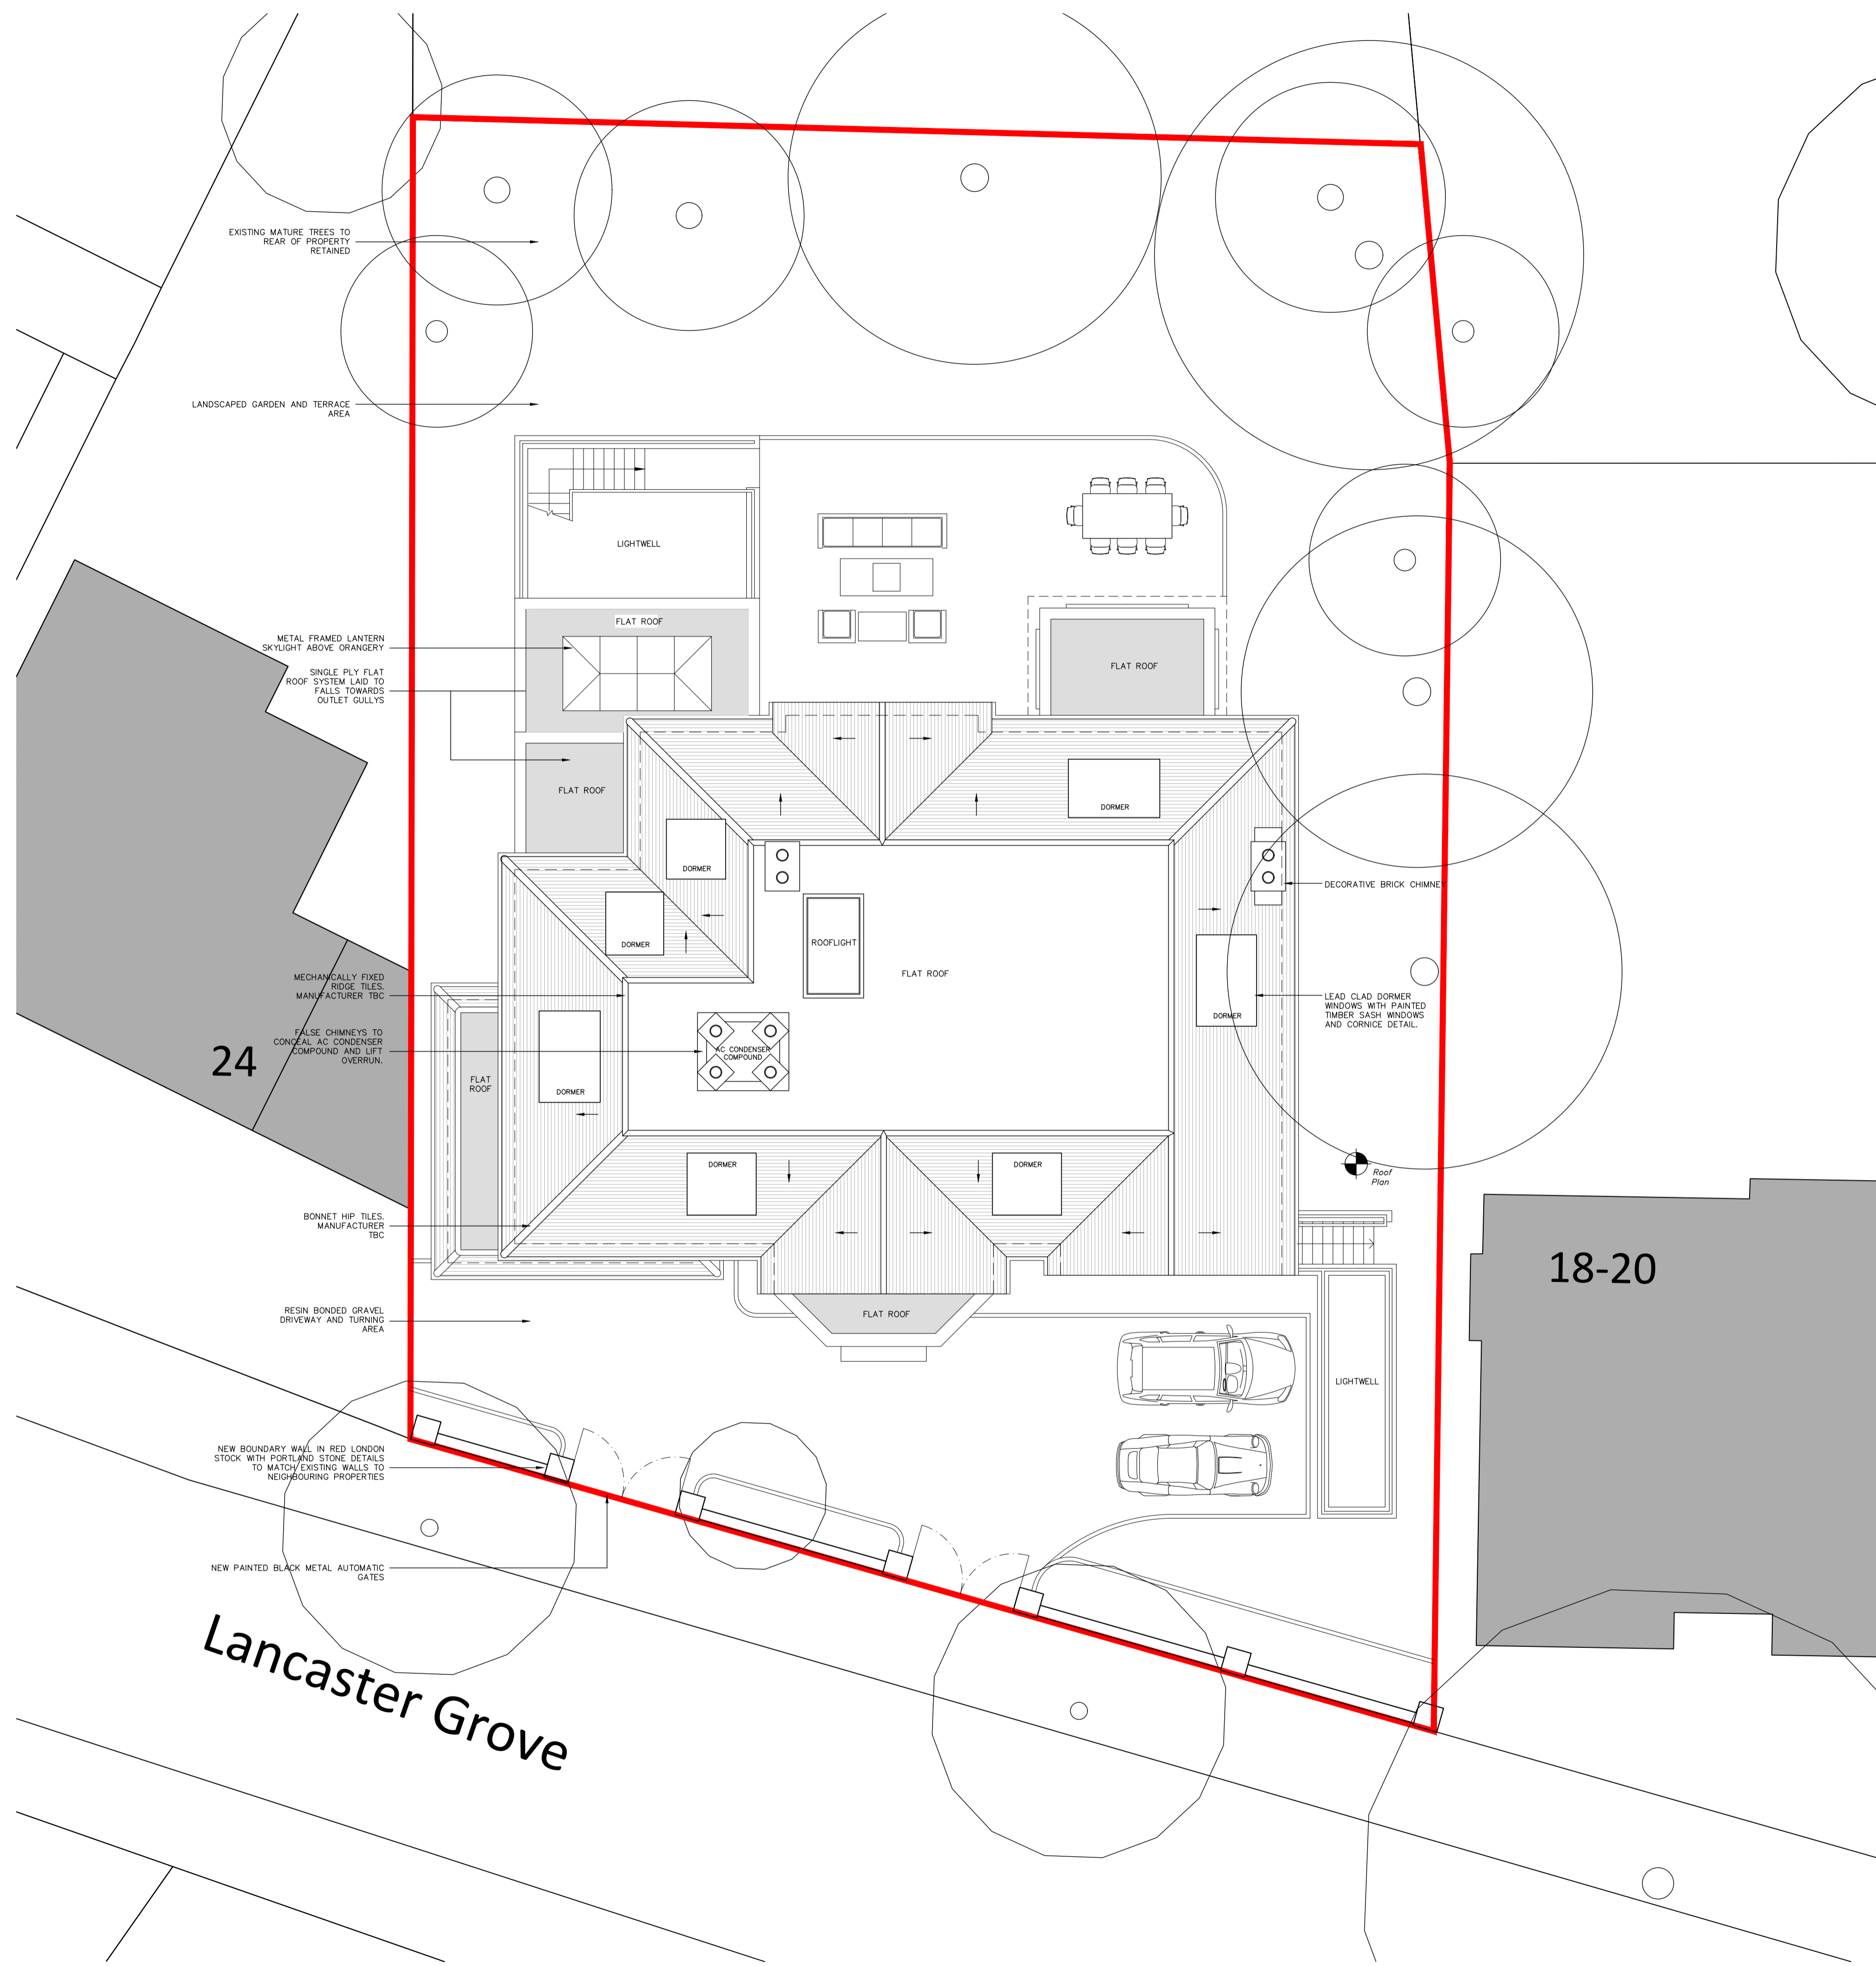 EXISTING MATURE TREES TO
REAR OF PROPERTY
RETAINED
LANDSCAPED GARDEN AND TERRACE
AREA
LIGHTWELL
FLAT ROOF
METAL FRAMED LANTERN
SKYLIGHT ABOVE ORANGERY
FLAT ROOF
SINGLE PLY FLAT
ROOF SYSTEM LAID TO
FALLS TOWARDS
OUTLET GULLYS
FLAT ROOF
DORMER
DORMER
DECORATIVE BRICK CHIMNEY
DORMER
ROOFLIGHT
FLAT ROOF
MECHANICALLY FIXED
RIDGE TILES.
MANUFACTURER TBC
LEAD CLAD DORMER
WINDOWS WITH PAINTED
TIMBER SASH WINDOWS
AND CORNICE DETAIL.
DORMER
FALSE CHIMNEYS TO
CONCEAL AC CONDENSER
COMPOUND AND LIFT
OVERRUN.
AC CONDENSER
COMPOUND
24
FLAT
ROOF
DORMER
DORMER
DORMER
Roof
Plan
BONNET HIP TILES.
MANUFACTURER
TBC
18-20
RESIN BONDED GRAVEL
DRIVEWAY AND TURNING
AREA
FLAT ROOF
LIGHTWELL
NEW BOUNDARY WALL IN RED LONDON
STOCK WITH PORTLAND STONE DETAILS
TO MATCH EXISTING WALLS TO
NEIGHBOURING PROPERTIES
NEW PAINTED BLACK METAL AUTOMATIC
GATES
Lancaster Grove